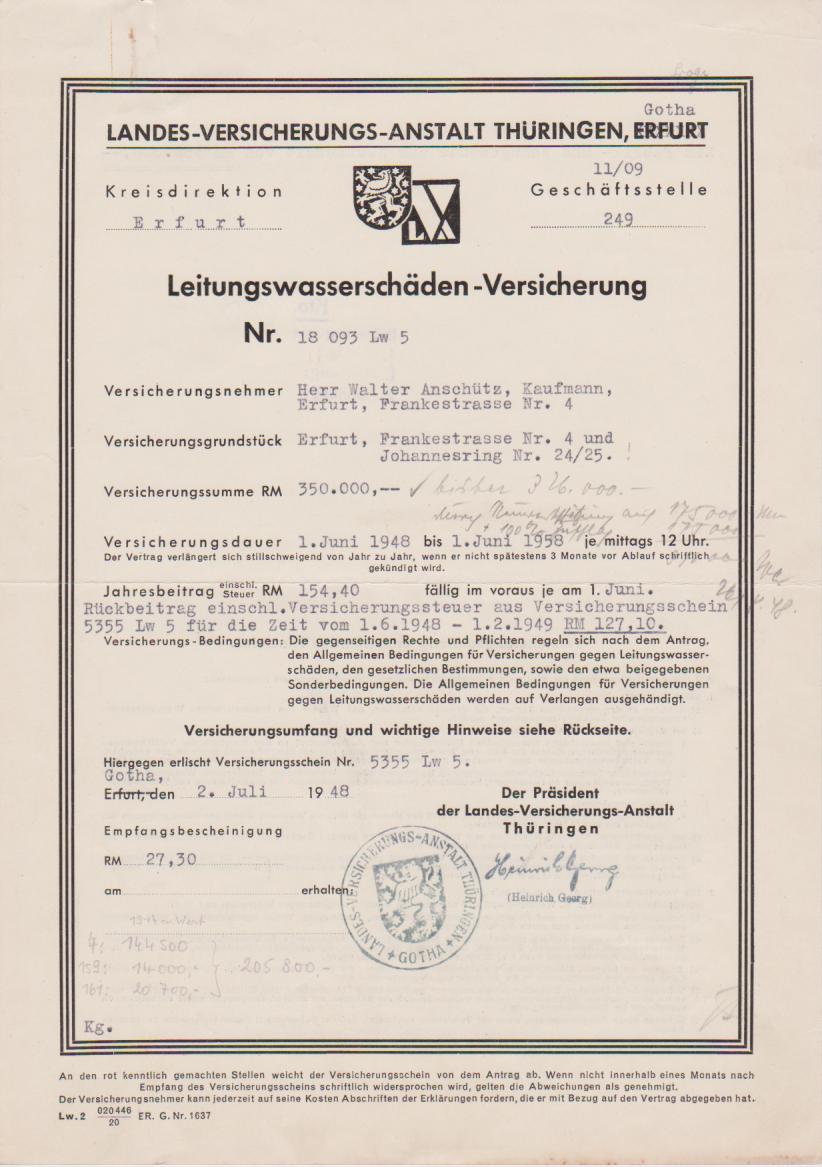 Gotha
LANDES-VERSICHERUNGS-ANSTALT THÜRINGEN, ERFURT
11/09
Kreisdirektion
Geschäftsstelle
Erfurt
249
L
Leitungswasserschäden-Versicherung
Nr. 18 093 Lw 5
Versicherungsnehmer Herr Walter Anschütz, Kaufmann,
Erfurt, Frankestrasse Nr. 4
Versicherungsgrundstück Erfurt, Frankestrasse Nr. 4 und
Johannesring Nr. 24/25. !
Versicherungssumme RM 350.000,-- ✓ bisher 326.000.-
auf 175000
+ 100%
175000
Versicherungsdauer 1.Juni 1948 bis 1.Juni 1958 je mittags 12 Uhr.
Der Vertrag verlängert sich stillschweigend von Jahr zu Jahr, wenn er nicht spätestens 3 Monate vor Ablauf schriftlich
gekündigt wird.
Jahresbeitrag einschl. Steuer RM 154,40 fällig im voraus je am 1. Juni.
Rückbeitrag einschl.Versicherungssteuer aus Versicherungsschein
5355 Lw 5 für die Zeit vom 1.6.1948 - 1.2.1949 RM 127,10.
Versicherungs-Bedingungen: Die gegenseitigen Rechte und Pflichten regeln sich nach dem Antrag,
den Allgemeinen Bedingungen für Versicherungen gegen Leitungswasser-
schäden, den gesetzlichen Bestimmungen, sowie den etwa beigegebenen
Sonderbedingungen. Die Allgemeinen Bedingungen für Versicherungen
gegen Leitungswasserschäden werden auf Verlangen ausgehändigt.
Versicherungsumfang und wichtige Hinweise siehe Rückseite.
Hiergegen erlischt Versicherungsschein Nr. 5355 Lw 5.
Gotha,
Erfurt, den 2. Juli 1948
Der Präsident
der Landes-Versicherungs-Anstalt
Thüringen
Empfangsbescheinigung
RM 27,30
Heinrich Georg
(Heinrich Georg)
am erhalten:
LANDES-VERSICHERUNGS-ANSTALT THÜRINGEN
GOTHA
4: 144500
159: 14000,- 205 800,-
161: 20 700,-
Kg.
An den rot kenntlich gemachten Stellen weicht der Versicherungsschein von dem Antrag ab. Wenn nicht innerhalb eines Monats nach
Empfang des Versicherungsscheins schriftlich widersprochen wird, gelten die Abweichungen als genehmigt.
Der Versicherungsnehmer kann jederzeit auf seine Kosten Abschriften der Erklärungen fordern, die er mit Bezug auf den Vertrag abgegeben hat.
Lw. 2 020 446/20 ER. G. Nr. 1637